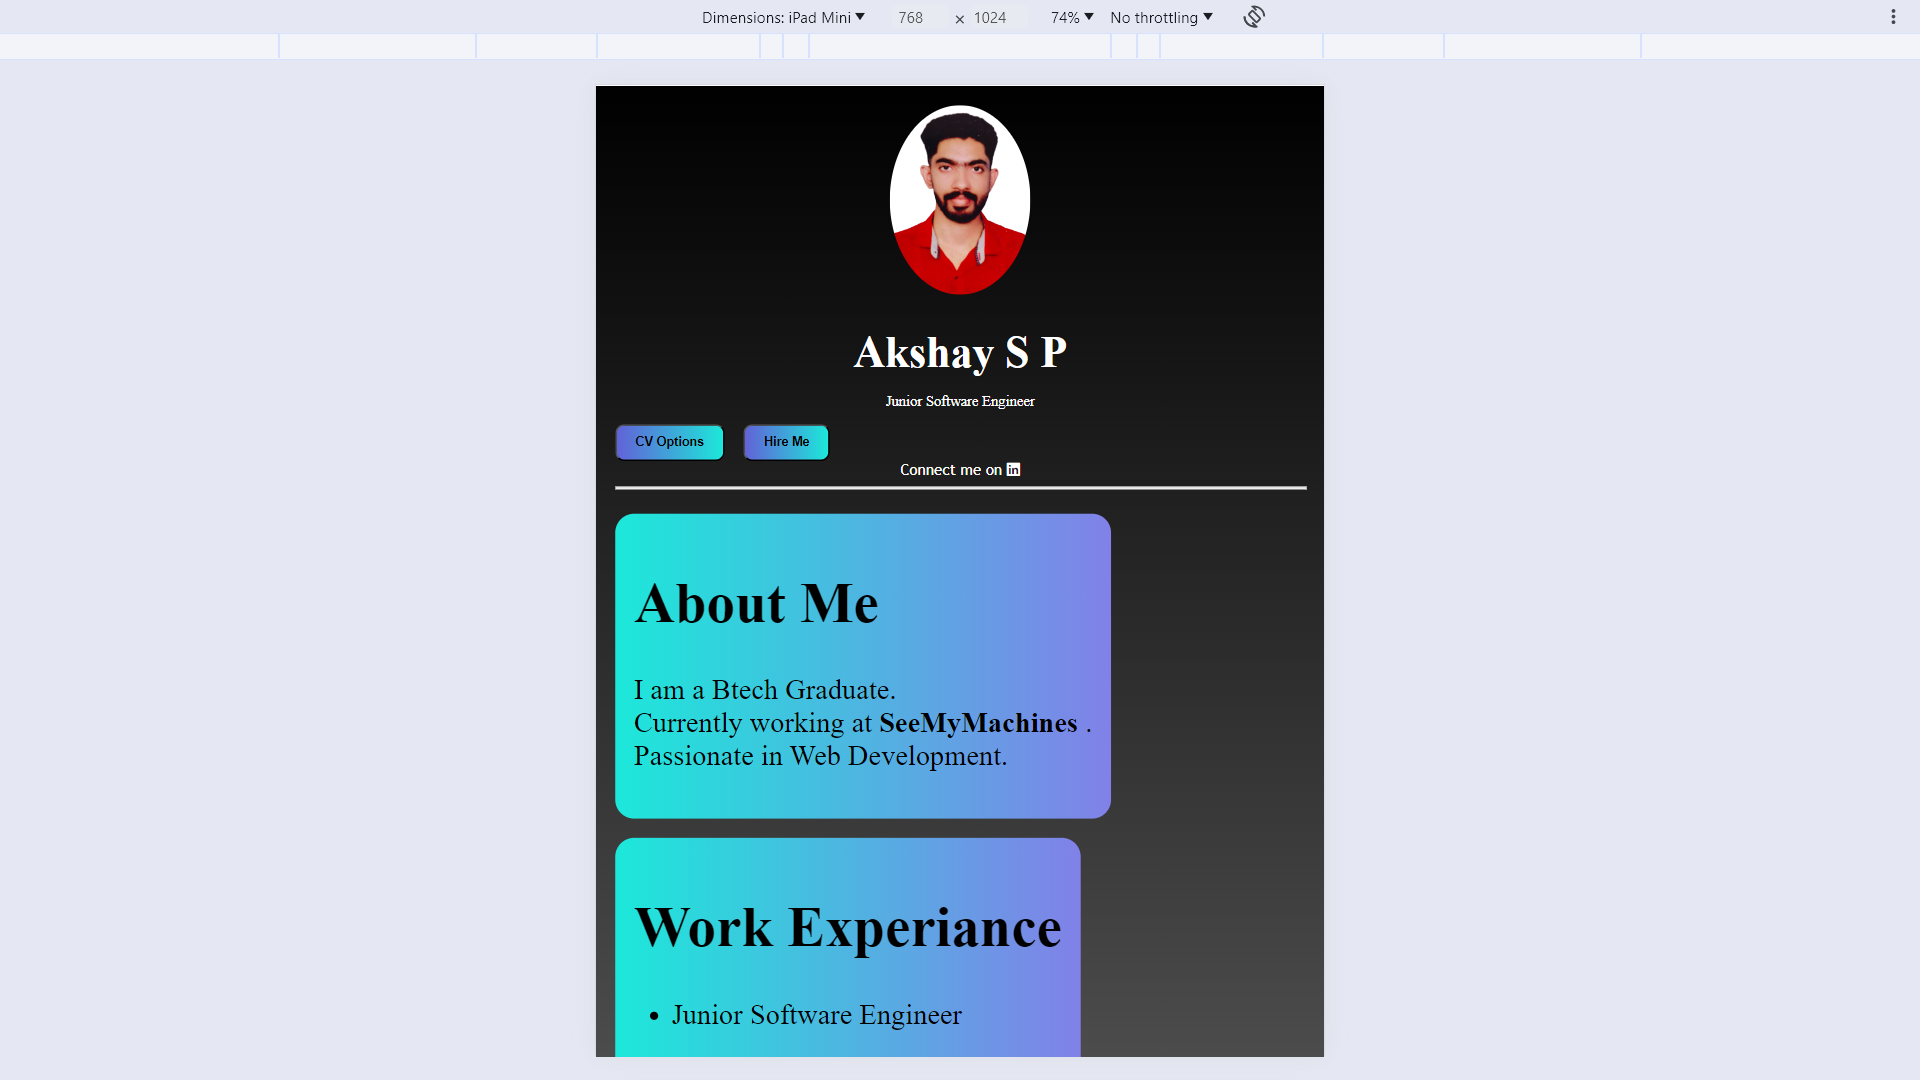 Dimensions: iPad Mini 768 × 1024 74% No throttling
Akshay S P
Junior Software Engineer
CV Options Hire Me
Connect me on in
About Me
I am a Btech Graduate.
Currently working at SeeMyMachines .
Passionate in Web Development.
Work Experiance
• Junior Software Engineer